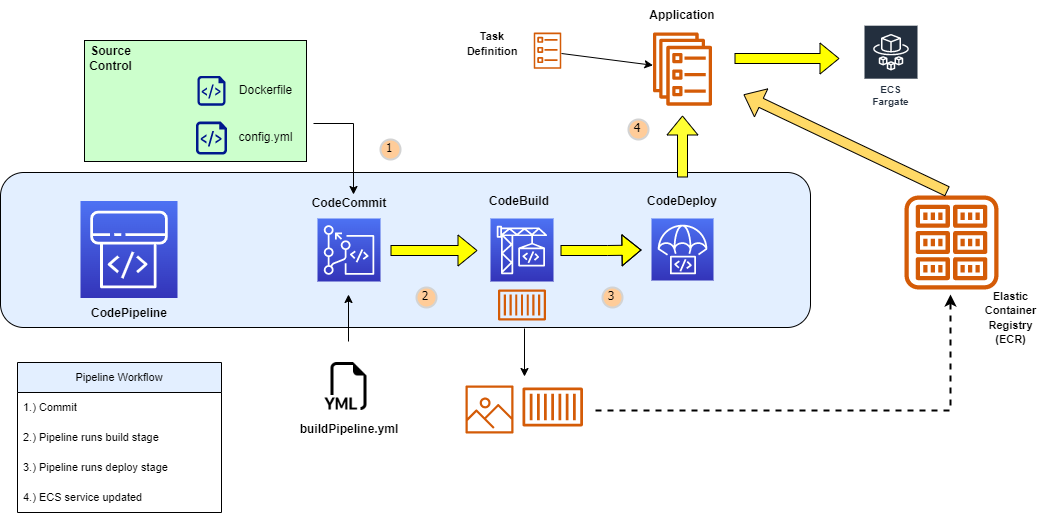 Application
Source
Control
Task
Definition
Dockerfile
config.yml
ECS
Fargate
1
4
CodeCommit
CodeBuild
CodeDeploy
CodePipeline
2
3
Elastic
Container
Registry
(ECR)
Pipeline Workflow
1.) Commit
2.) Pipeline runs build stage
3.) Pipeline runs deploy stage
4.) ECS service updated
YML
buildPipeline.yml